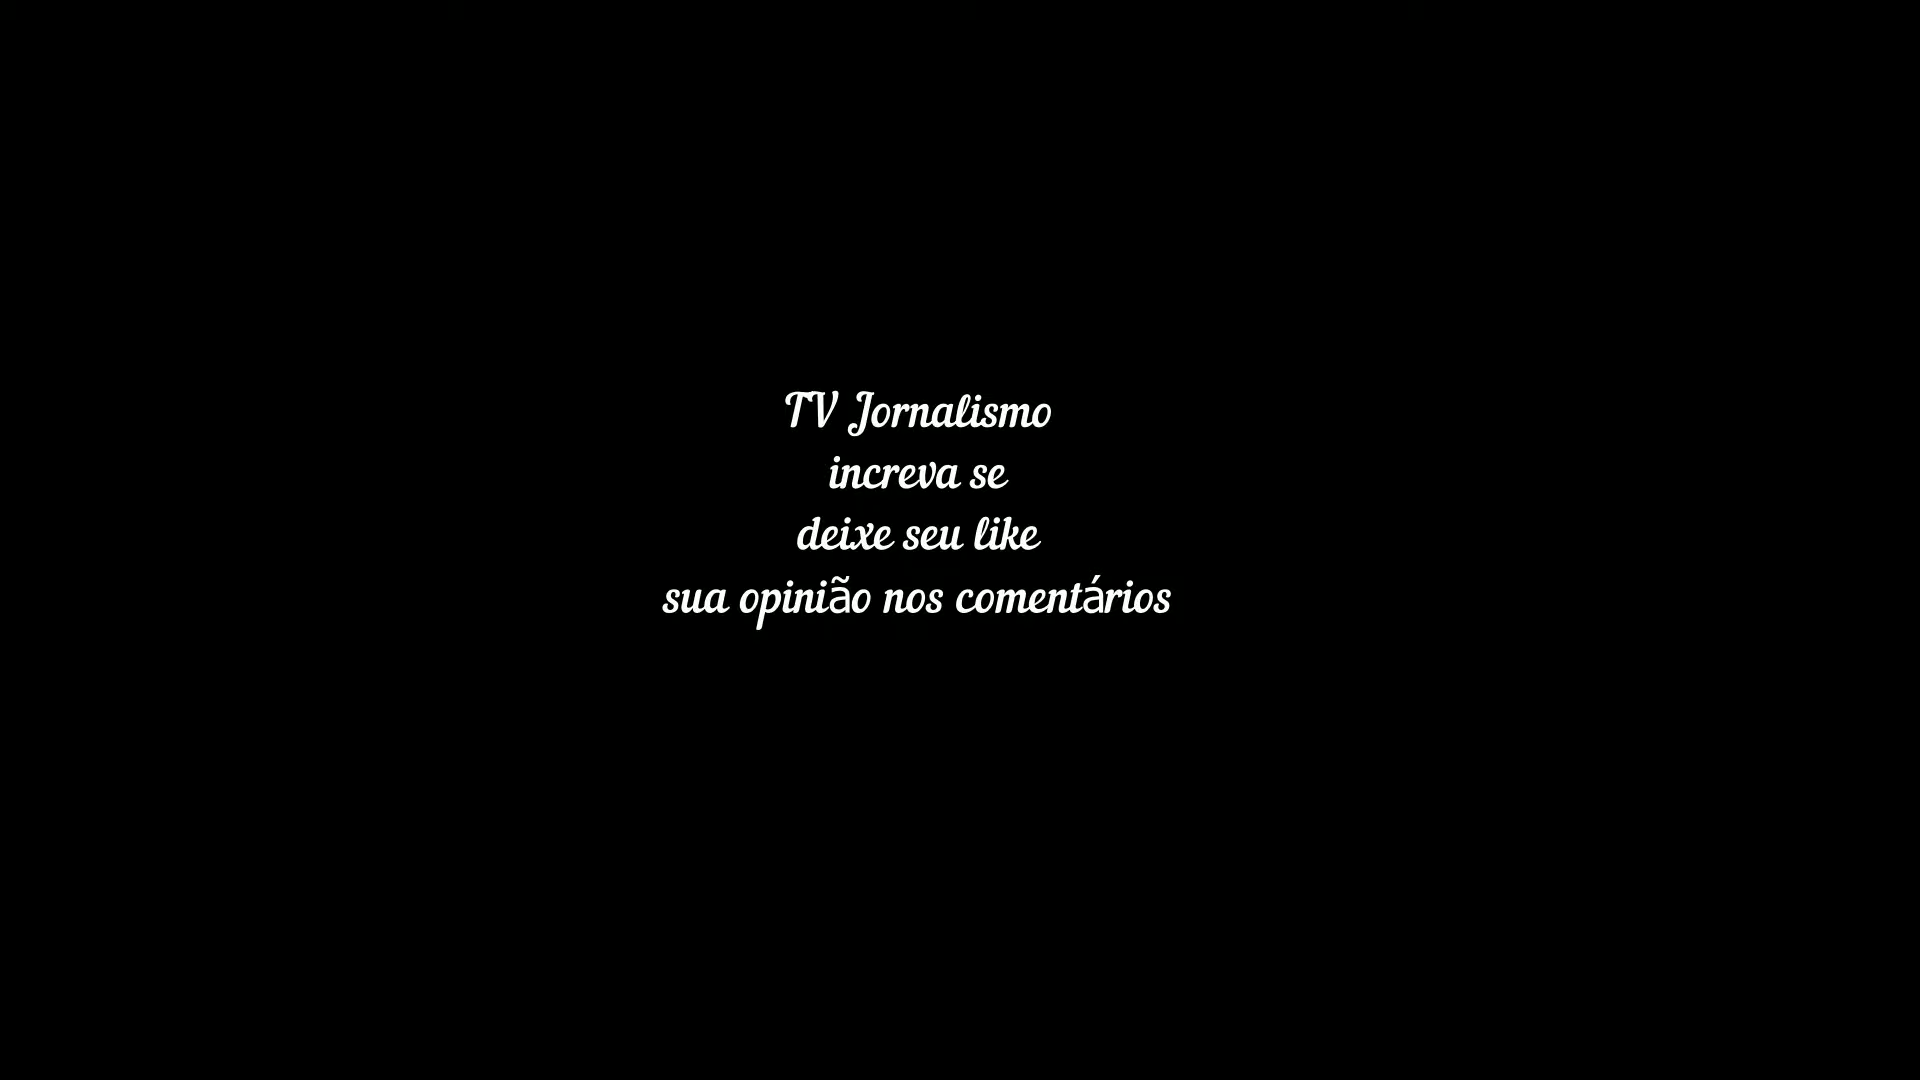 TV Jornalismo
increva se
deixe seu like
sua opinião nos comentários